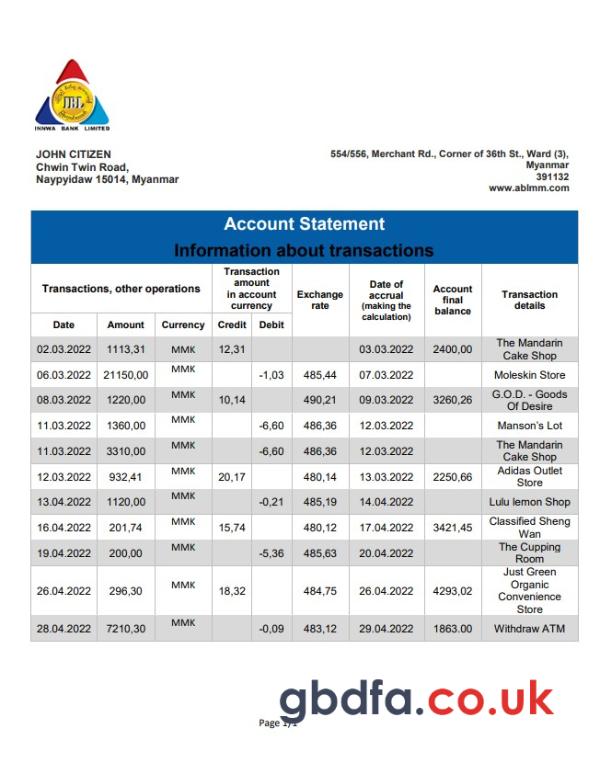 IBL
INNWA BANK LIMITED
JOHN CITIZEN
Chwin Twin Road,
Naypyidaw 15014, Myanmar
554/556, Merchant Rd., Corner of 36th St., Ward (3),
Myanmar
391132
www.ablmm.com
Account Statement
Information about transactions
Transactions, other operations
Transaction
amount
in account
currency
Exchange
rate
Date of
accrual
(making the
calculation)
Account
final
balance
Transaction
details
Date Amount Currency Credit Debit
02.03.2022 1113,31 MMK 12,31 03.03.2022 2400,00 The Mandarin
Cake Shop
06.03.2022 21150,00 MMK -1,03 485,44 07.03.2022 Moleskin Store
08.03.2022 1220,00 MMK 10,14 490,21 09.03.2022 3260,26 G.O.D. - Goods
Of Desire
11.03.2022 1360,00 MMK -6,60 486,36 12.03.2022 Manson's Lot
11.03.2022 3310,00 MMK -6,60 486,36 12.03.2022 The Mandarin
Cake Shop
12.03.2022 932,41 MMK 20,17 480,14 13.03.2022 2250,66 Adidas Outlet
Store
13.04.2022 1120,00 MMK -0,21 485,19 14.04.2022 Lulu lemon Shop
16.04.2022 201,74 MMK 15,74 480,12 17.04.2022 3421,45 Classified Sheng
Wan
19.04.2022 200,00 MMK -5,36 485,63 20.04.2022 The Cupping
Room
26.04.2022 296,30 MMK 18,32 484,75 26.04.2022 4293,02 Just Green
Organic
Convenience
Store
28.04.2022 7210,30 MMK -0,09 483,12 29.04.2022 1863.00 Withdraw ATM
gbdfa.co.uk
Page 1/1